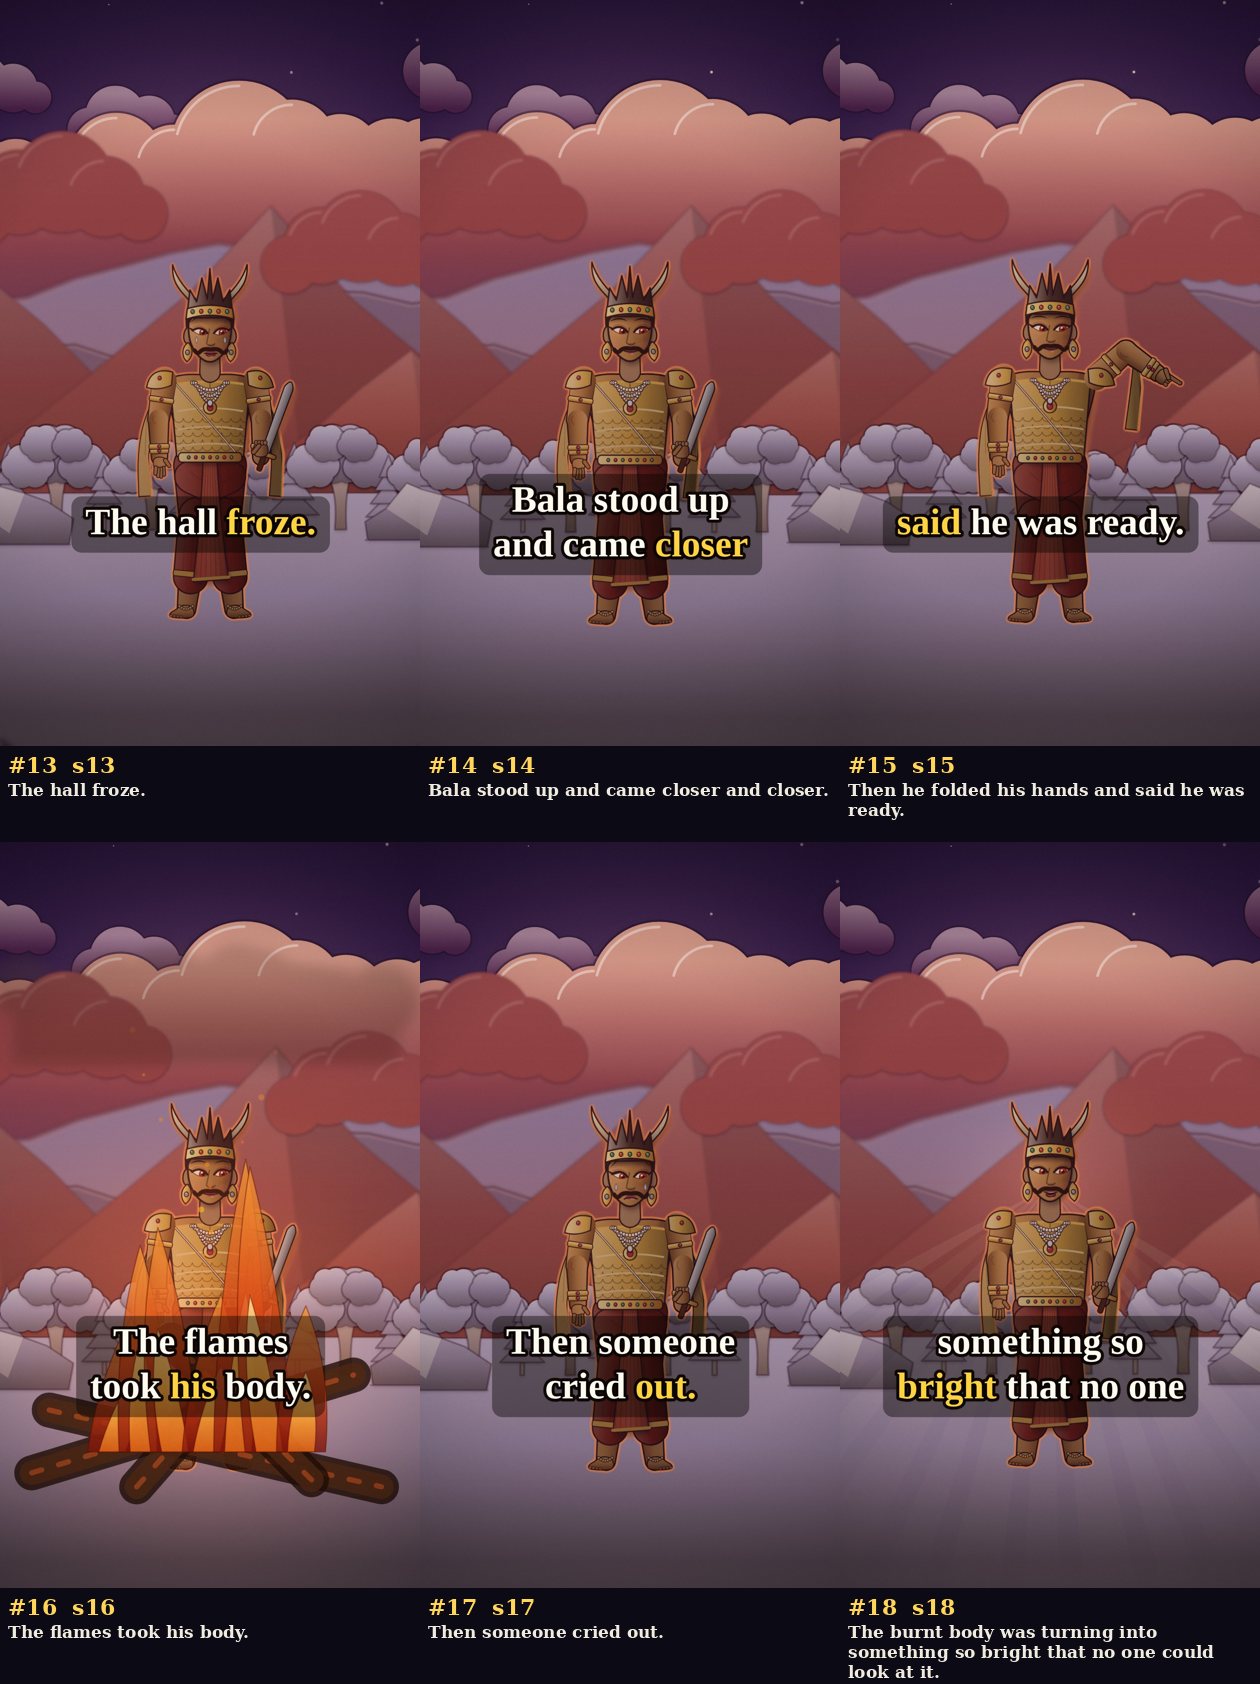 The hall froze.
Bala stood up
and came closer
said he was ready.
#13 s13
The hall froze.
#14 s14
Bala stood up and came closer and closer.
#15 s15
Then he folded his hands and said he was
ready.
The flames
took his body.
Then someone
cried out.
something so
bright that no one
#16 s16
The flames took his body.
#17 s17
Then someone cried out.
#18 s18
The burnt body was turning into
something so bright that no one could
look at it.